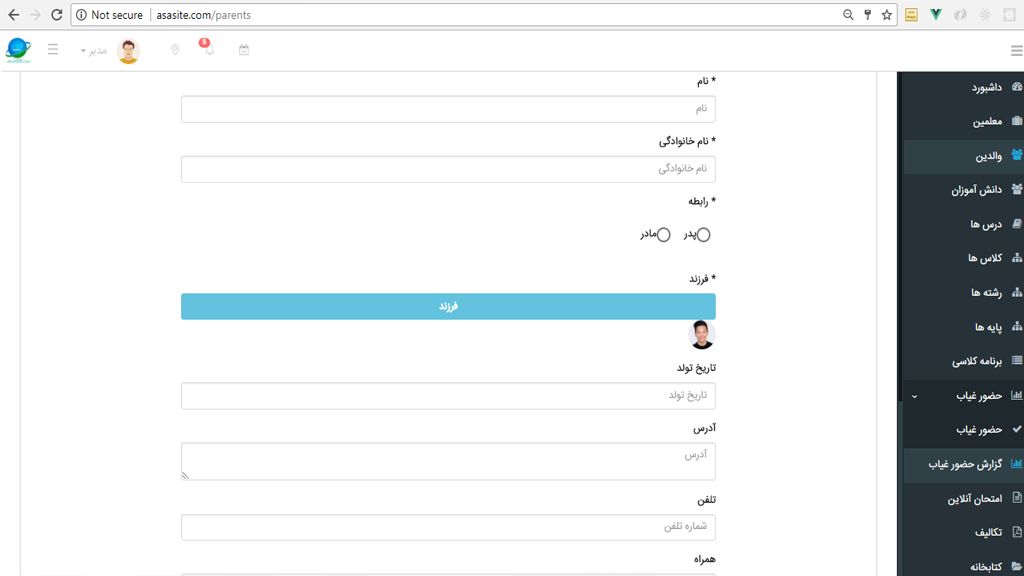 Not secure | asasite.com/parents
مدیر
5
* نام
نام
* نام خانوادگی
نام خانوادگی
* رابطه
پدر
مادر
* فرزند
فرزند
تاریخ تولد
تاریخ تولد
آدرس
آدرس
تلفن
شماره تلفن
همراه
داشبورد
معلمین
والدین
دانش آموزان
درس ها
کلاس ها
رشته ها
پایه ها
برنامه کلاسی
حضور غیاب
حضور غیاب
گزارش حضور غیاب
امتحان آنلاین
تکالیف
کتابخانه